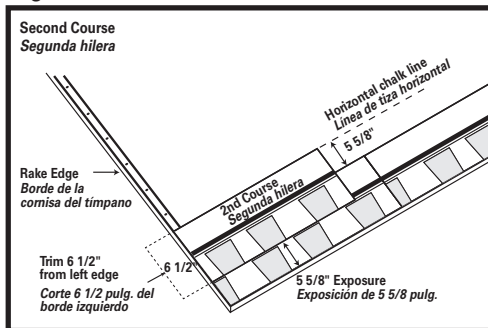 Second Course
Segunda hilera
Horizontal chalk line
Línea de tiza horizontal
5 5/8"
Rake Edge
Borde de la
cornisa del tímpano
2nd Course
Segunda hilera
Trim 6 1/2"
from left edge
Corte 6 1/2 pulg. del
borde izquierdo
6 1/2"
5 5/8" Exposure
Exposición de 5 5/8 pulg.